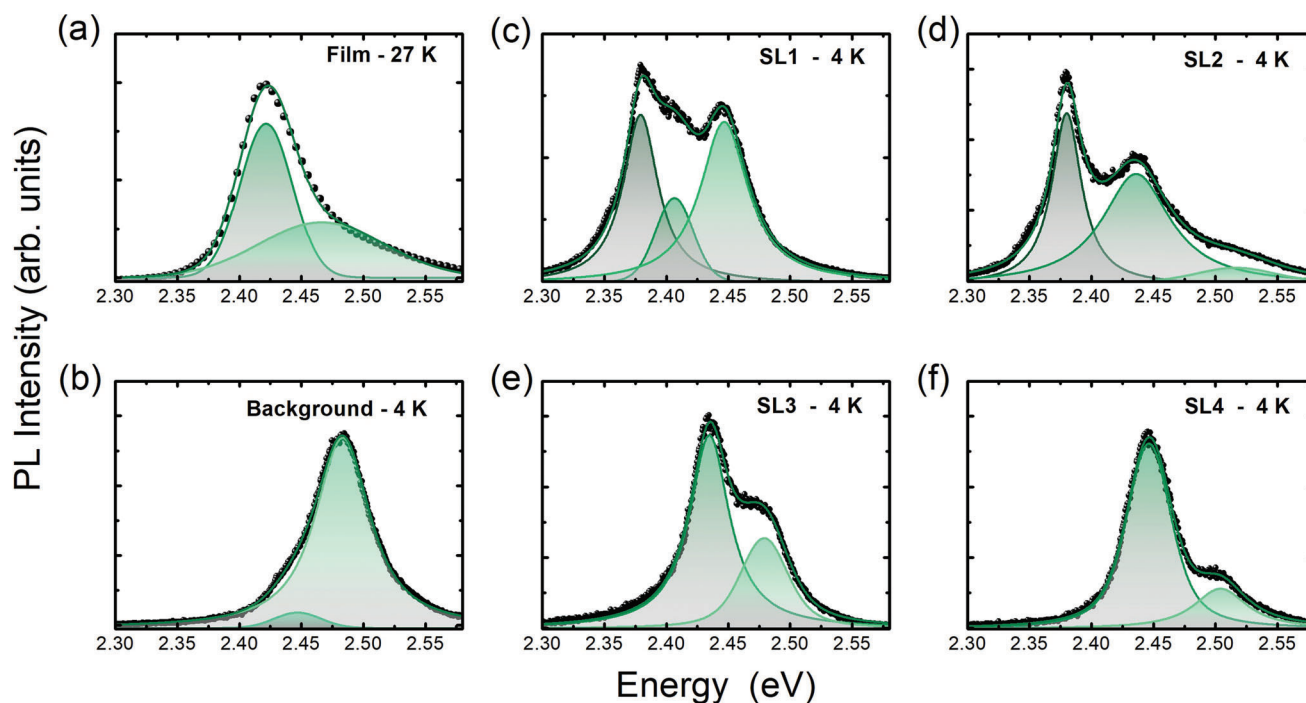 PL Intensity (arb. units)
(a)
Film - 27 K
2.30 2.35 2.40 2.45 2.50 2.55
(c)
SL1 - 4 K
2.30 2.35 2.40 2.45 2.50 2.55
(d)
SL2 - 4 K
2.30 2.35 2.40 2.45 2.50 2.55
(b)
Background - 4 K
2.30 2.35 2.40 2.45 2.50 2.55
(e)
SL3 - 4 K
2.30 2.35 2.40 2.45 2.50 2.55
(f)
SL4 - 4 K
2.30 2.35 2.40 2.45 2.50 2.55
Energy (eV)